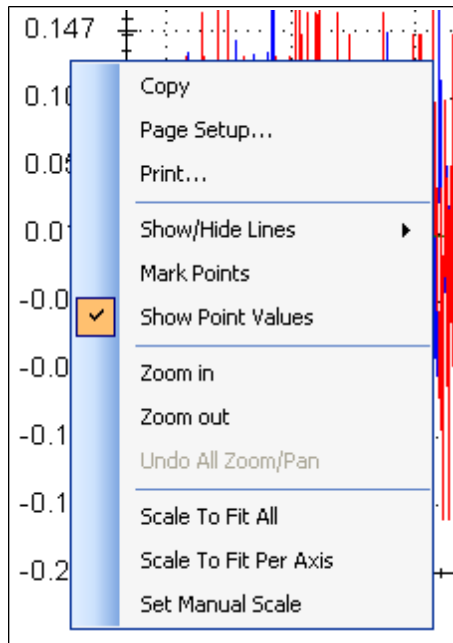 0.147
Copy
Page Setup...
Print...
Show/Hide Lines
Mark Points
Show Point Values
Zoom in
Zoom out
Undo All Zoom/Pan
Scale To Fit All
Scale To Fit Per Axis
Set Manual Scale